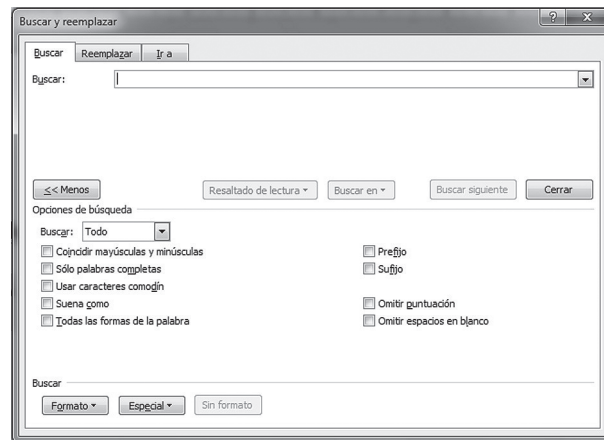 Buscar y reemplazar
Buscar Reemplazar Ir a
Buscar:
<< Menos Resaltado de lectura Buscar en Buscar siguiente Cerrar
Opciones de búsqueda
Buscar: Todo
Coincidir mayúsculas y minúsculas Prefijo
Sólo palabras completas Sufijo
Usar caracteres comodín
Suena como Omitir puntuación
Todas las formas de la palabra Omitir espacios en blanco
Buscar
Formato Especial Sin formato